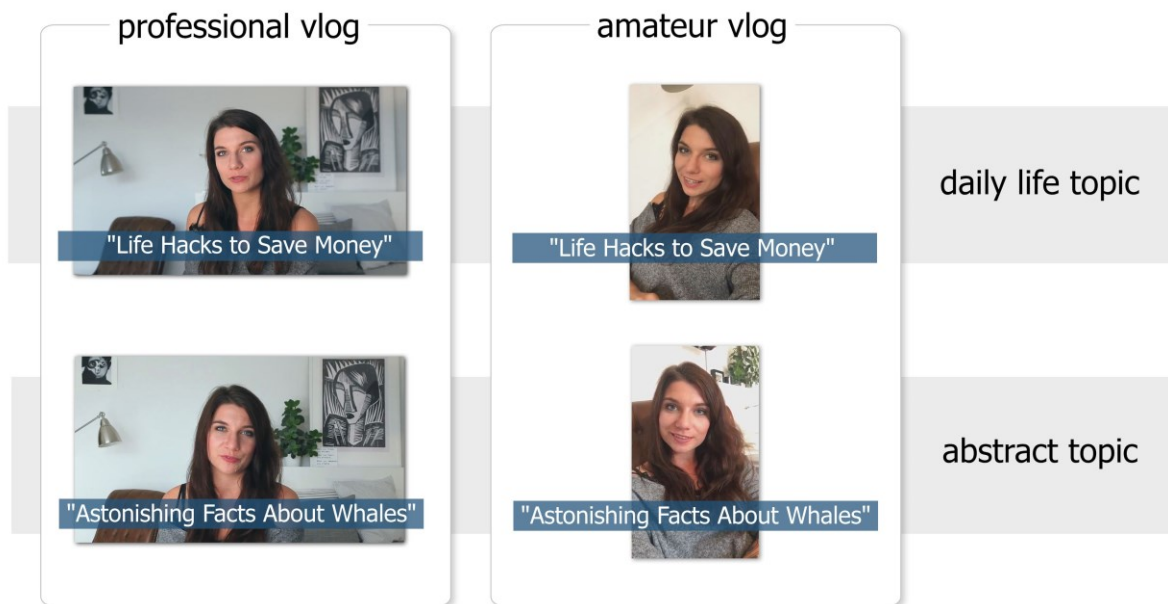 professional vlog
amateur vlog
"Life Hacks to Save Money"
"Life Hacks to Save Money"
daily life topic
"Astonishing Facts About Whales"
"Astonishing Facts About Whales"
abstract topic